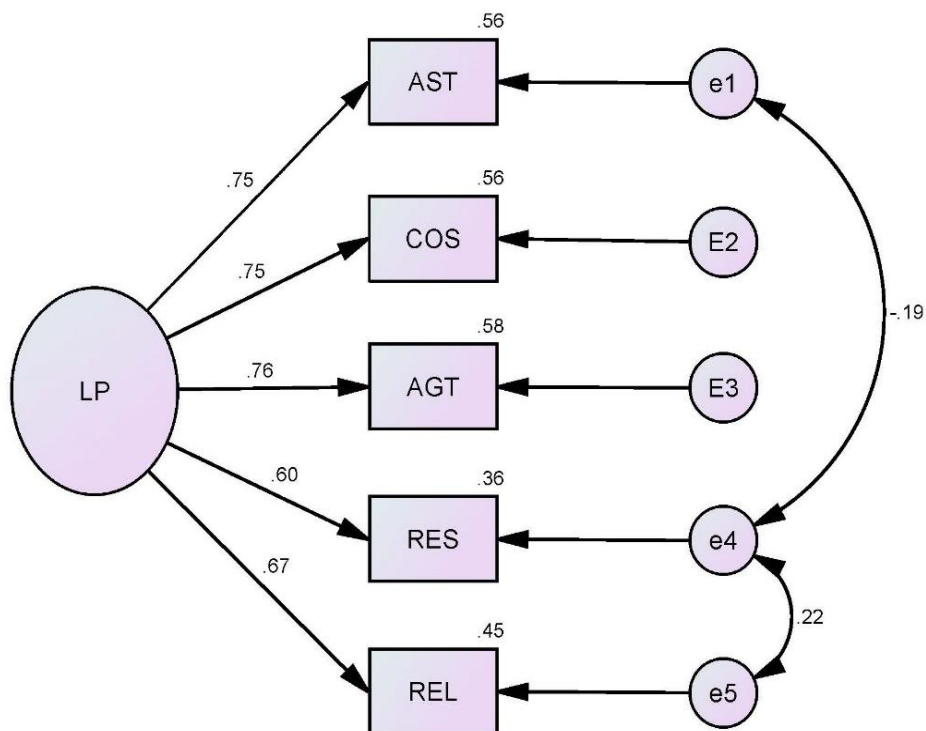 .56
AST
e1
.75
.56
COS
E2
.75
-.19
.58
LP
.76
AGT
E3
.60
.36
RES
e4
.67
.22
.45
REL
e5